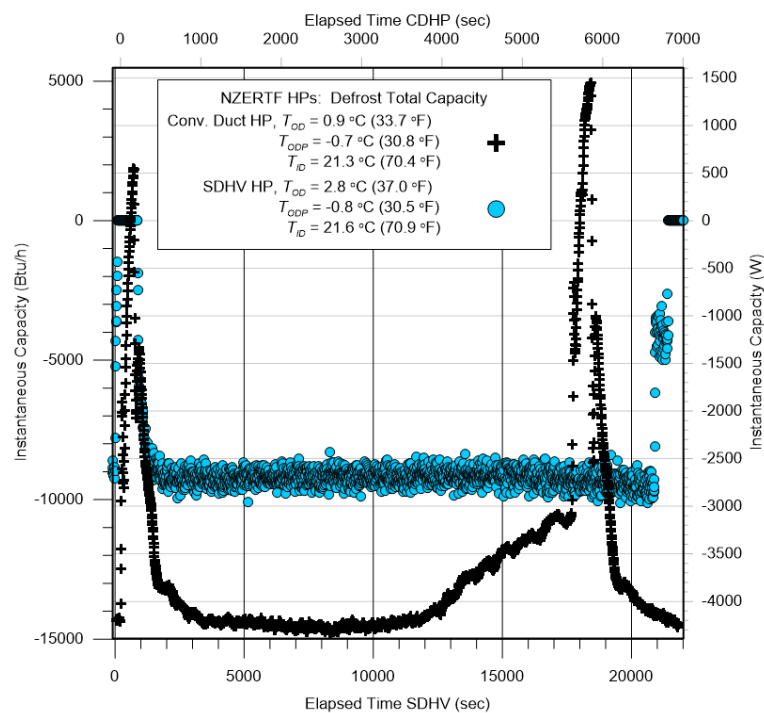 Elapsed Time CDHP (sec)
0 1000 2000 3000 4000 5000 6000 7000
NZERTF HPs: Defrost Total Capacity
Conv. Duct HP, T_OD = 0.9 °C (33.7 °F)
T_ODP = -0.7 °C (30.8 °F)
T_ID = 21.3 °C (70.4 °F)
SDHV HP, T_OD = 2.8 °C (37.0 °F)
T_ODP = -0.8 °C (30.5 °F)
T_ID = 21.6 °C (70.9 °F)
Instantaneous Capacity (Btu/h)
5000
0
-5000
-10000
-15000
Instantaneous Capacity (W)
1500
1000
500
0
-500
-1000
-1500
-2000
-2500
-3000
-3500
-4000
0 5000 10000 15000 20000
Elapsed Time SDHV (sec)